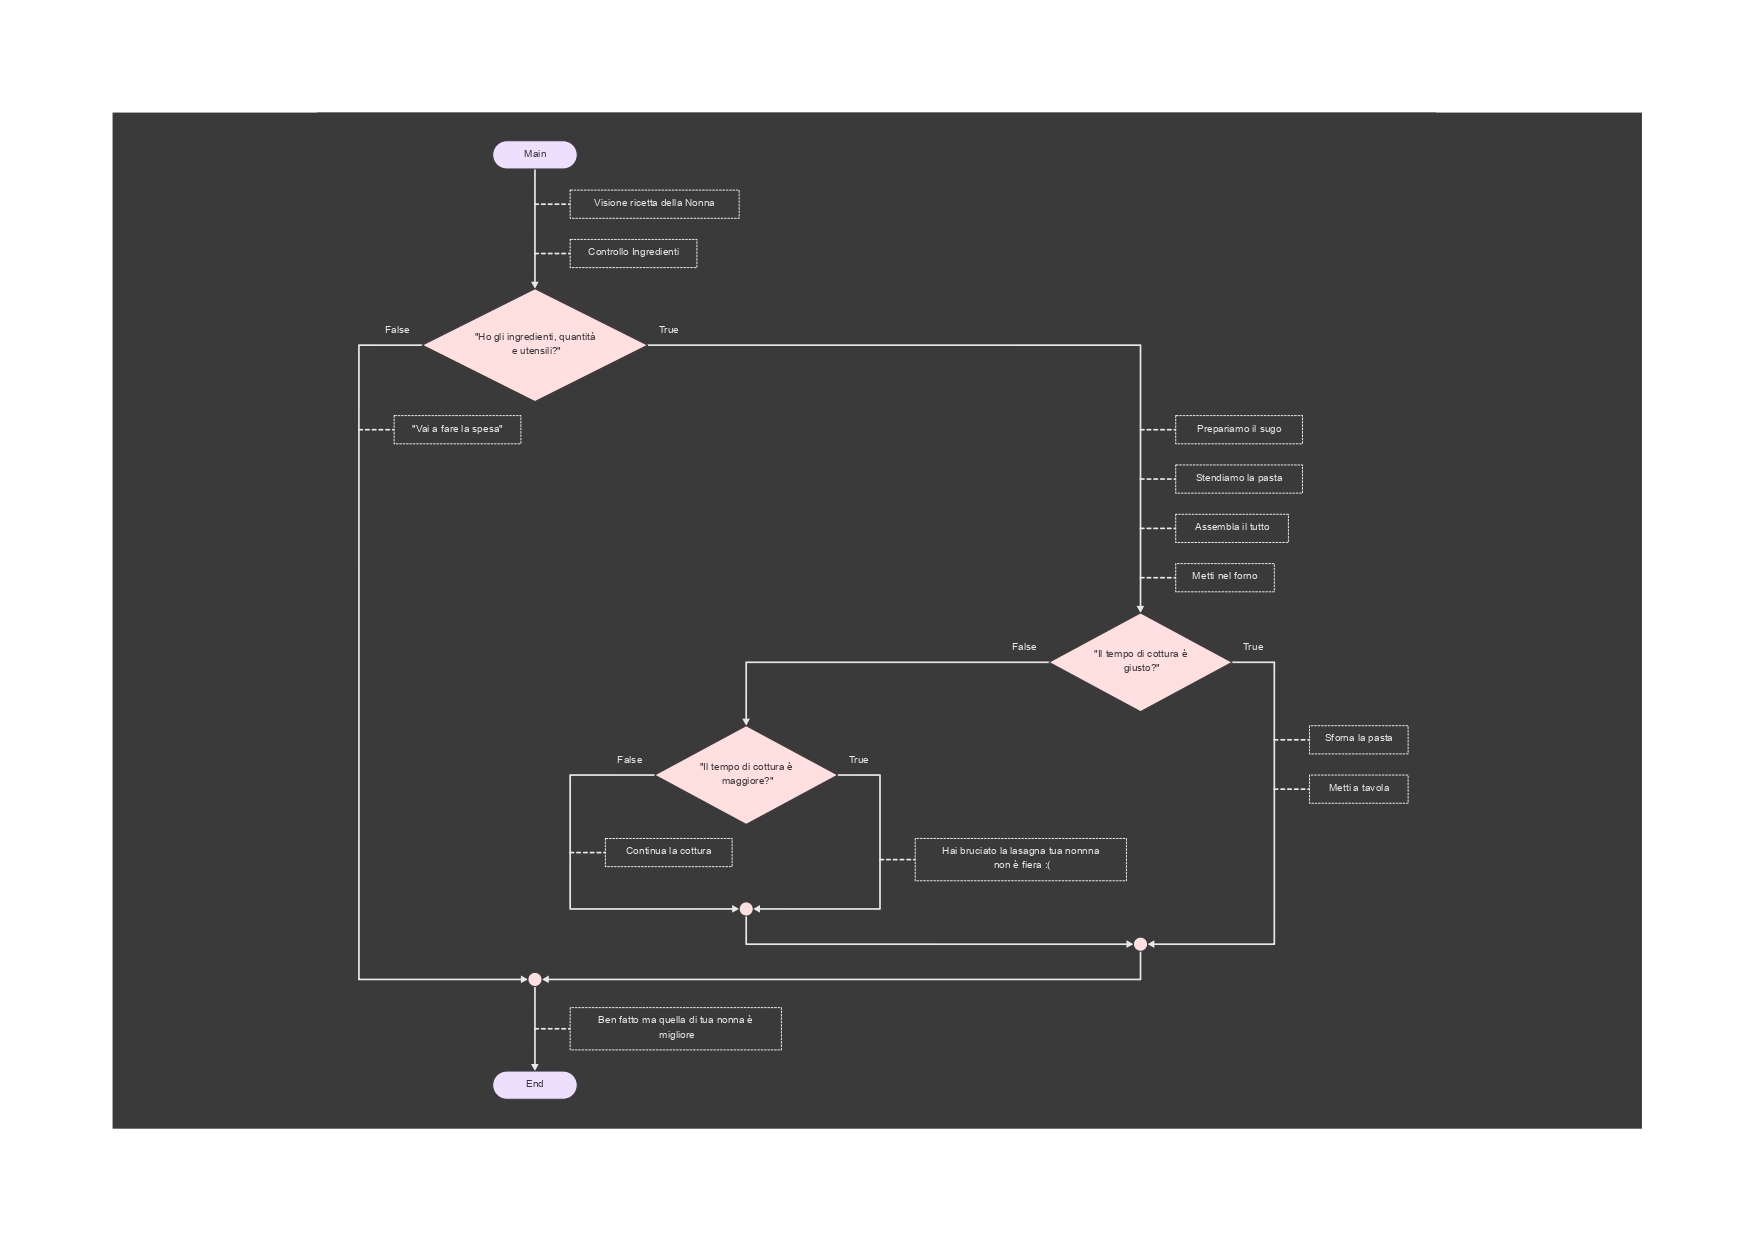 Main
Visione ricetta della Nonna
Controllo Ingredienti
False
True
"Ho gli ingredienti, quantità
e utensili?"
"Vai a fare la spesa"
Prepariamo il sugo
Stendiamo la pasta
Assembla il tutto
Metti nel forno
False
True
"Il tempo di cottura è
giusto?"
Sforna la pasta
Metti a tavola
False
True
"Il tempo di cottura è
maggiore?"
Continua la cottura
Hai bruciato la lasagna tua nonnna
non è fiera :(
Ben fatto ma quella di tua nonna è
migliore
End